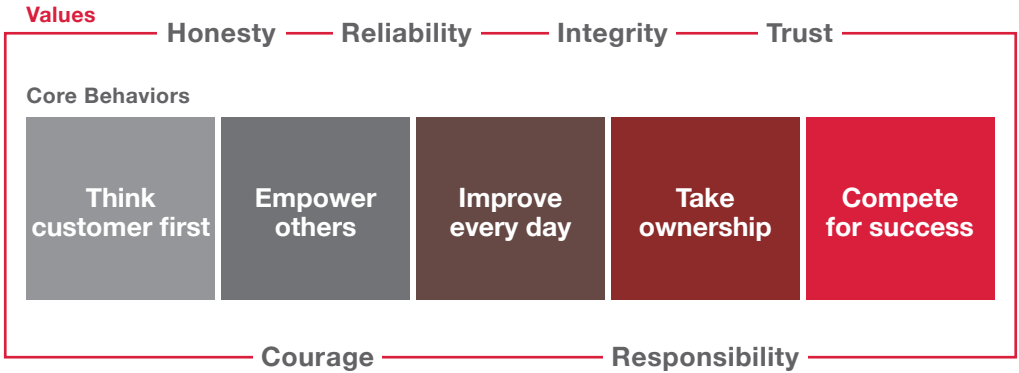 Values
Honesty Reliability Integrity Trust
Core Behaviors
Think
customer first
Empower
others
Improve
every day
Take
ownership
Compete
for success
Courage Responsibility